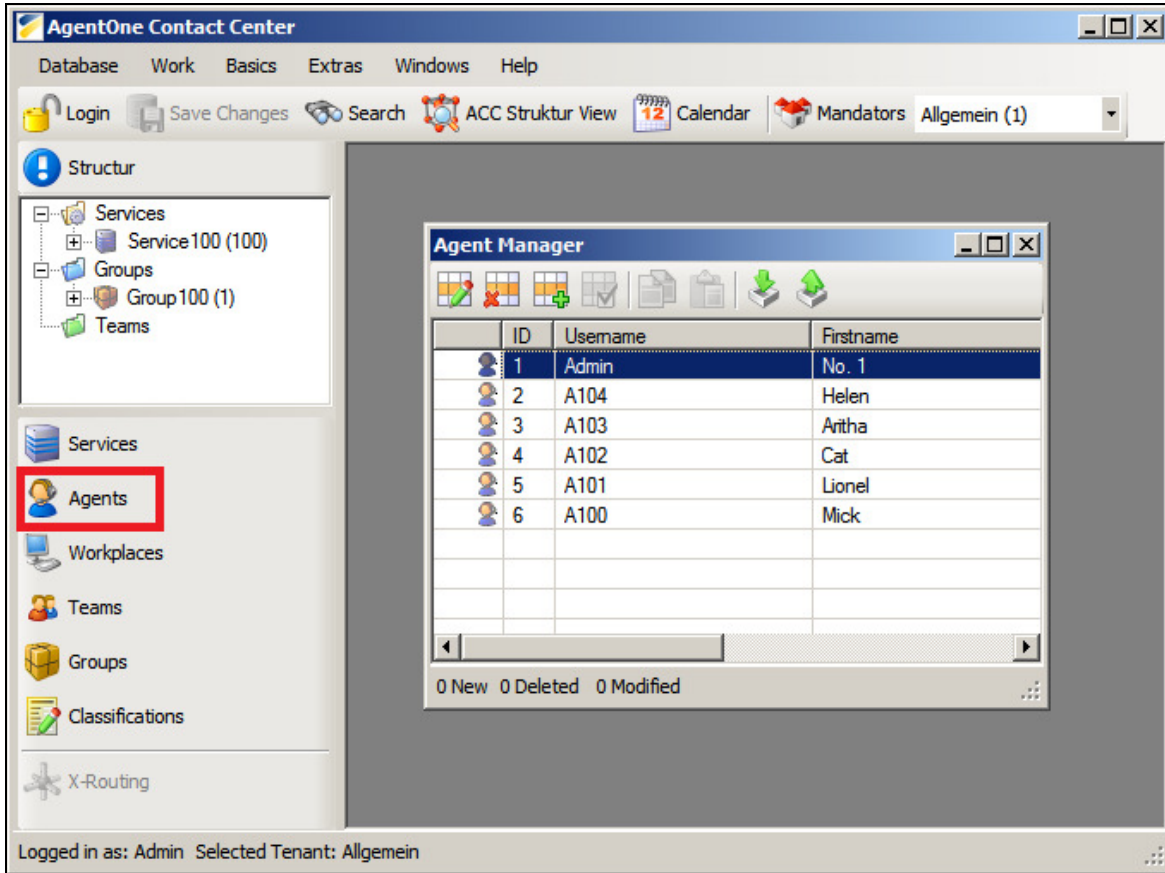 AgentOne Contact Center
Database Work Basics Extras Windows Help
Login Save Changes Search ACC Struktur View 12 Calendar Mandators Allgemein (1)
Structur
Services
Service100 (100)
Groups
Group100 (1)
Teams
Services
Agents
Workplaces
Teams
Groups
Classifications
X-Routing
Agent Manager
ID Username Firstname
1 Admin No. 1
2 A104 Helen
3 A103 Aritha
4 A102 Cat
5 A101 Lionel
6 A100 Mick
0 New 0 Deleted 0 Modified
Logged in as: Admin Selected Tenant: Allgemein